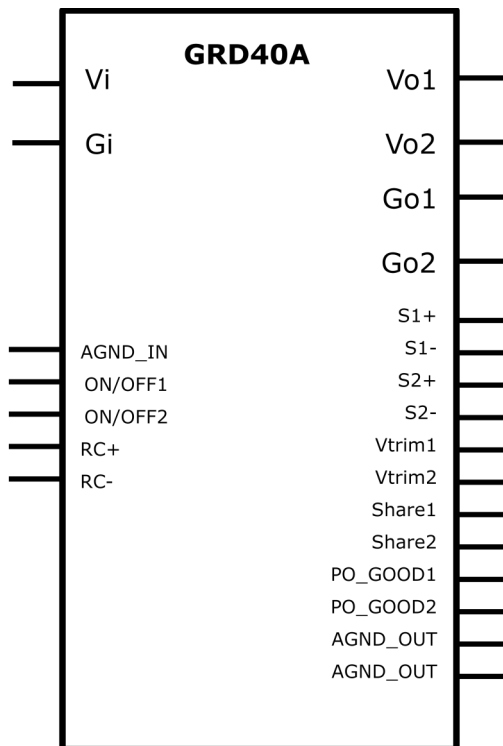 GRD40A
Vi
Gi
AGND_IN
ON/OFF1
ON/OFF2
RC+
RC-
Vo1
Vo2
Go1
Go2
S1+
S1-
S2+
S2-
Vtrim1
Vtrim2
Share1
Share2
PO_GOOD1
PO_GOOD2
AGND_OUT
AGND_OUT